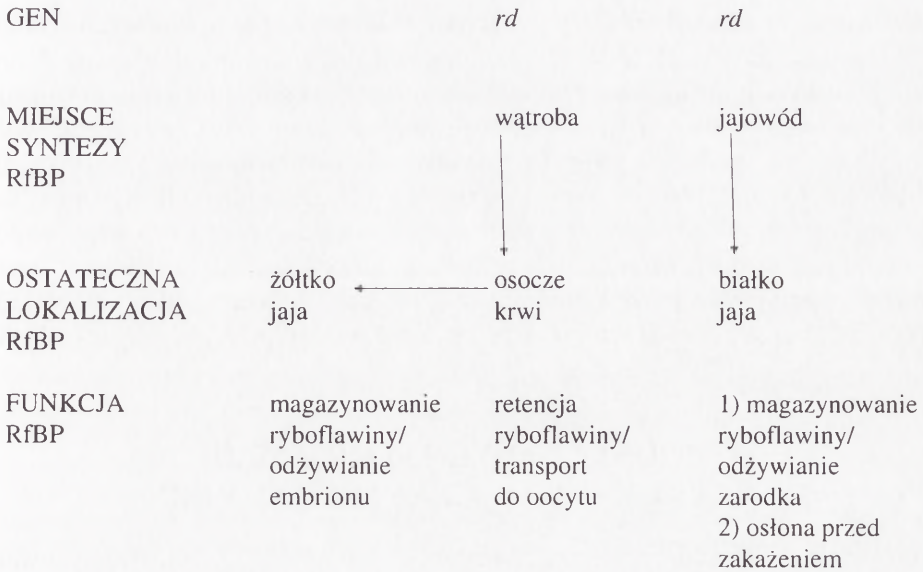 GEN rd rd
MIEJSCE wątroba jajowód
SYNTEZY
RfBP
OSTATECZNA żółtko osocze białko
LOKALIZACJA jaja krwi jaja
RfBP
FUNKCJA magazynowanie retencja 1) magazynowanie
RfBP ryboflawiny/ ryboflawiny/ ryboflawiny/
odżywianie transport odżywianie
embrionu do oocytu zarodka
2) osłona przed
zakażeniem